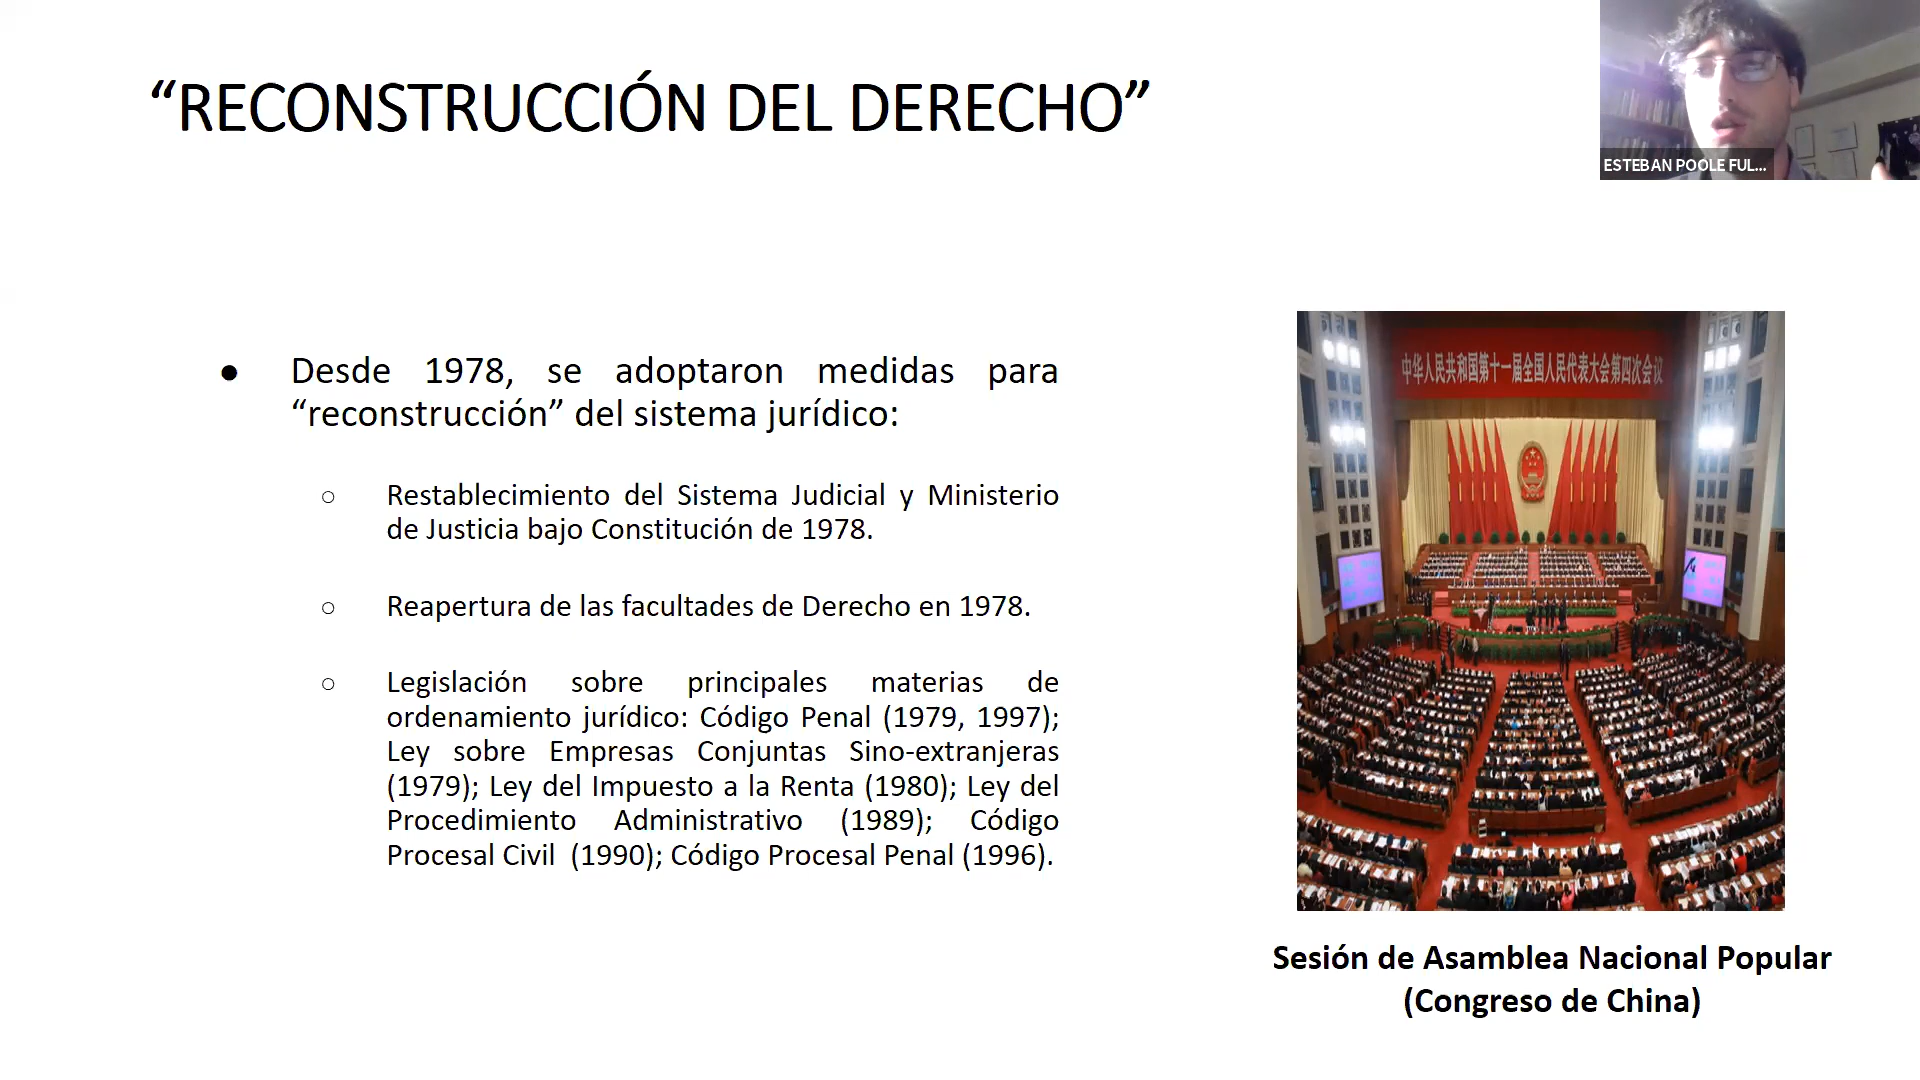 “RECONSTRUCCIÓN DEL DERECHO”
ESTEBAN POOLE FUL...
● Desde 1978, se adoptaron medidas para
“reconstrucción” del sistema jurídico:
○ Restablecimiento del Sistema Judicial y Ministerio
de Justicia bajo Constitución de 1978.
○ Reapertura de las facultades de Derecho en 1978.
○ Legislación sobre principales materias de
ordenamiento jurídico: Código Penal (1979, 1997);
Ley sobre Empresas Conjuntas Sino-extranjeras
(1979); Ley del Impuesto a la Renta (1980); Ley del
Procedimiento Administrativo (1989); Código
Procesal Civil (1990); Código Procesal Penal (1996).
中华人民共和国第十一届全国人民代表大会第四次会议
Sesión de Asamblea Nacional Popular
(Congreso de China)